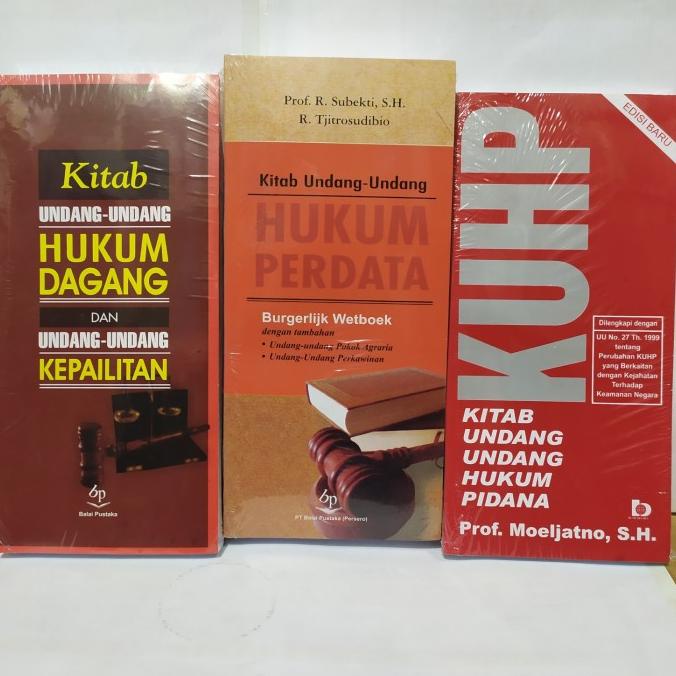 Kitab
UNDANG-UNDANG
HUKUM
DAGANG
DAN
UNDANG-UNDANG
KEPAILITAN
bp
Balai Pustaka
Prof. R. Subekti, S.H.
R. Tjitrosudibio
Kitab Undang-Undang
HUKUM
PERDATA
Burgerlijk Wetboek
dengan tambahan
• Undang-undang Pokok Agraria
• Undang-Undang Perkawinan
bp
PT Balai Pustaka (Persero)
EDISI BARU
KUHP
Dilengkapi dengan
UU No. 27 Th. 1999
tentang
Perubahan KUHP
yang Berkaitan
dengan Kejahatan
Terhadap
Keamanan Negara
KITAB
UNDANG
UNDANG
HUKUM
PIDANA
b
Prof. Moeljatno, S.H.